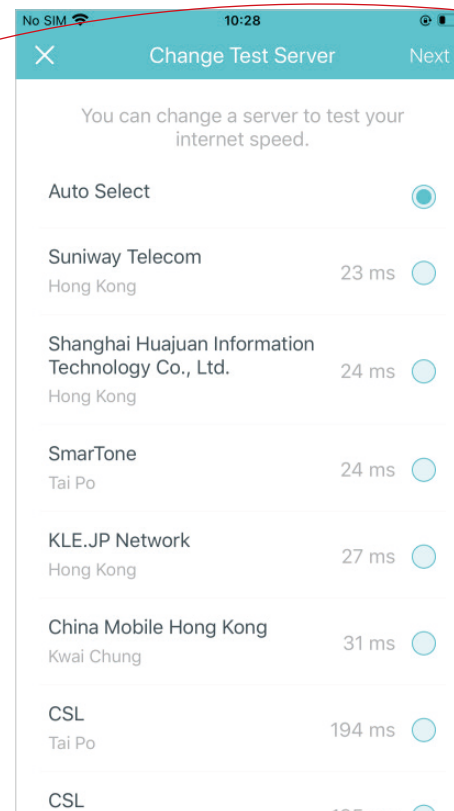 No SIM 10:28
Change Test Server Next
You can change a server to test your
internet speed.
Auto Select
Suniway Telecom
23 ms
Hong Kong
Shanghai Huajuan Information
Technology Co., Ltd.
24 ms
Hong Kong
SmarTone
24 ms
Tai Po
KLE.JP Network
27 ms
Hong Kong
China Mobile Hong Kong
31 ms
Kwai Chung
CSL
194 ms
Tai Po
CSL